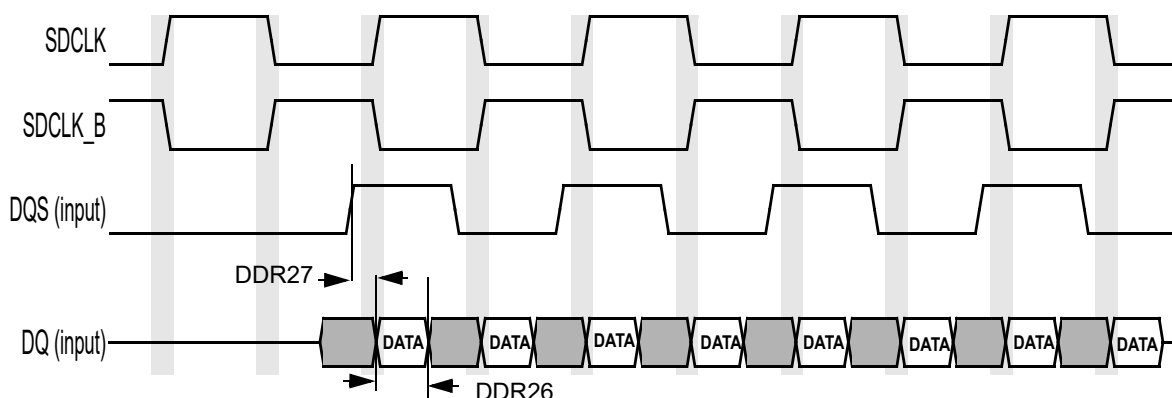 SDCLK
SDCLK_B
DQS (input)
DDR27
DQ (input)
DATA DATA DATA DATA DATA DATA DATA DATA
DDR26